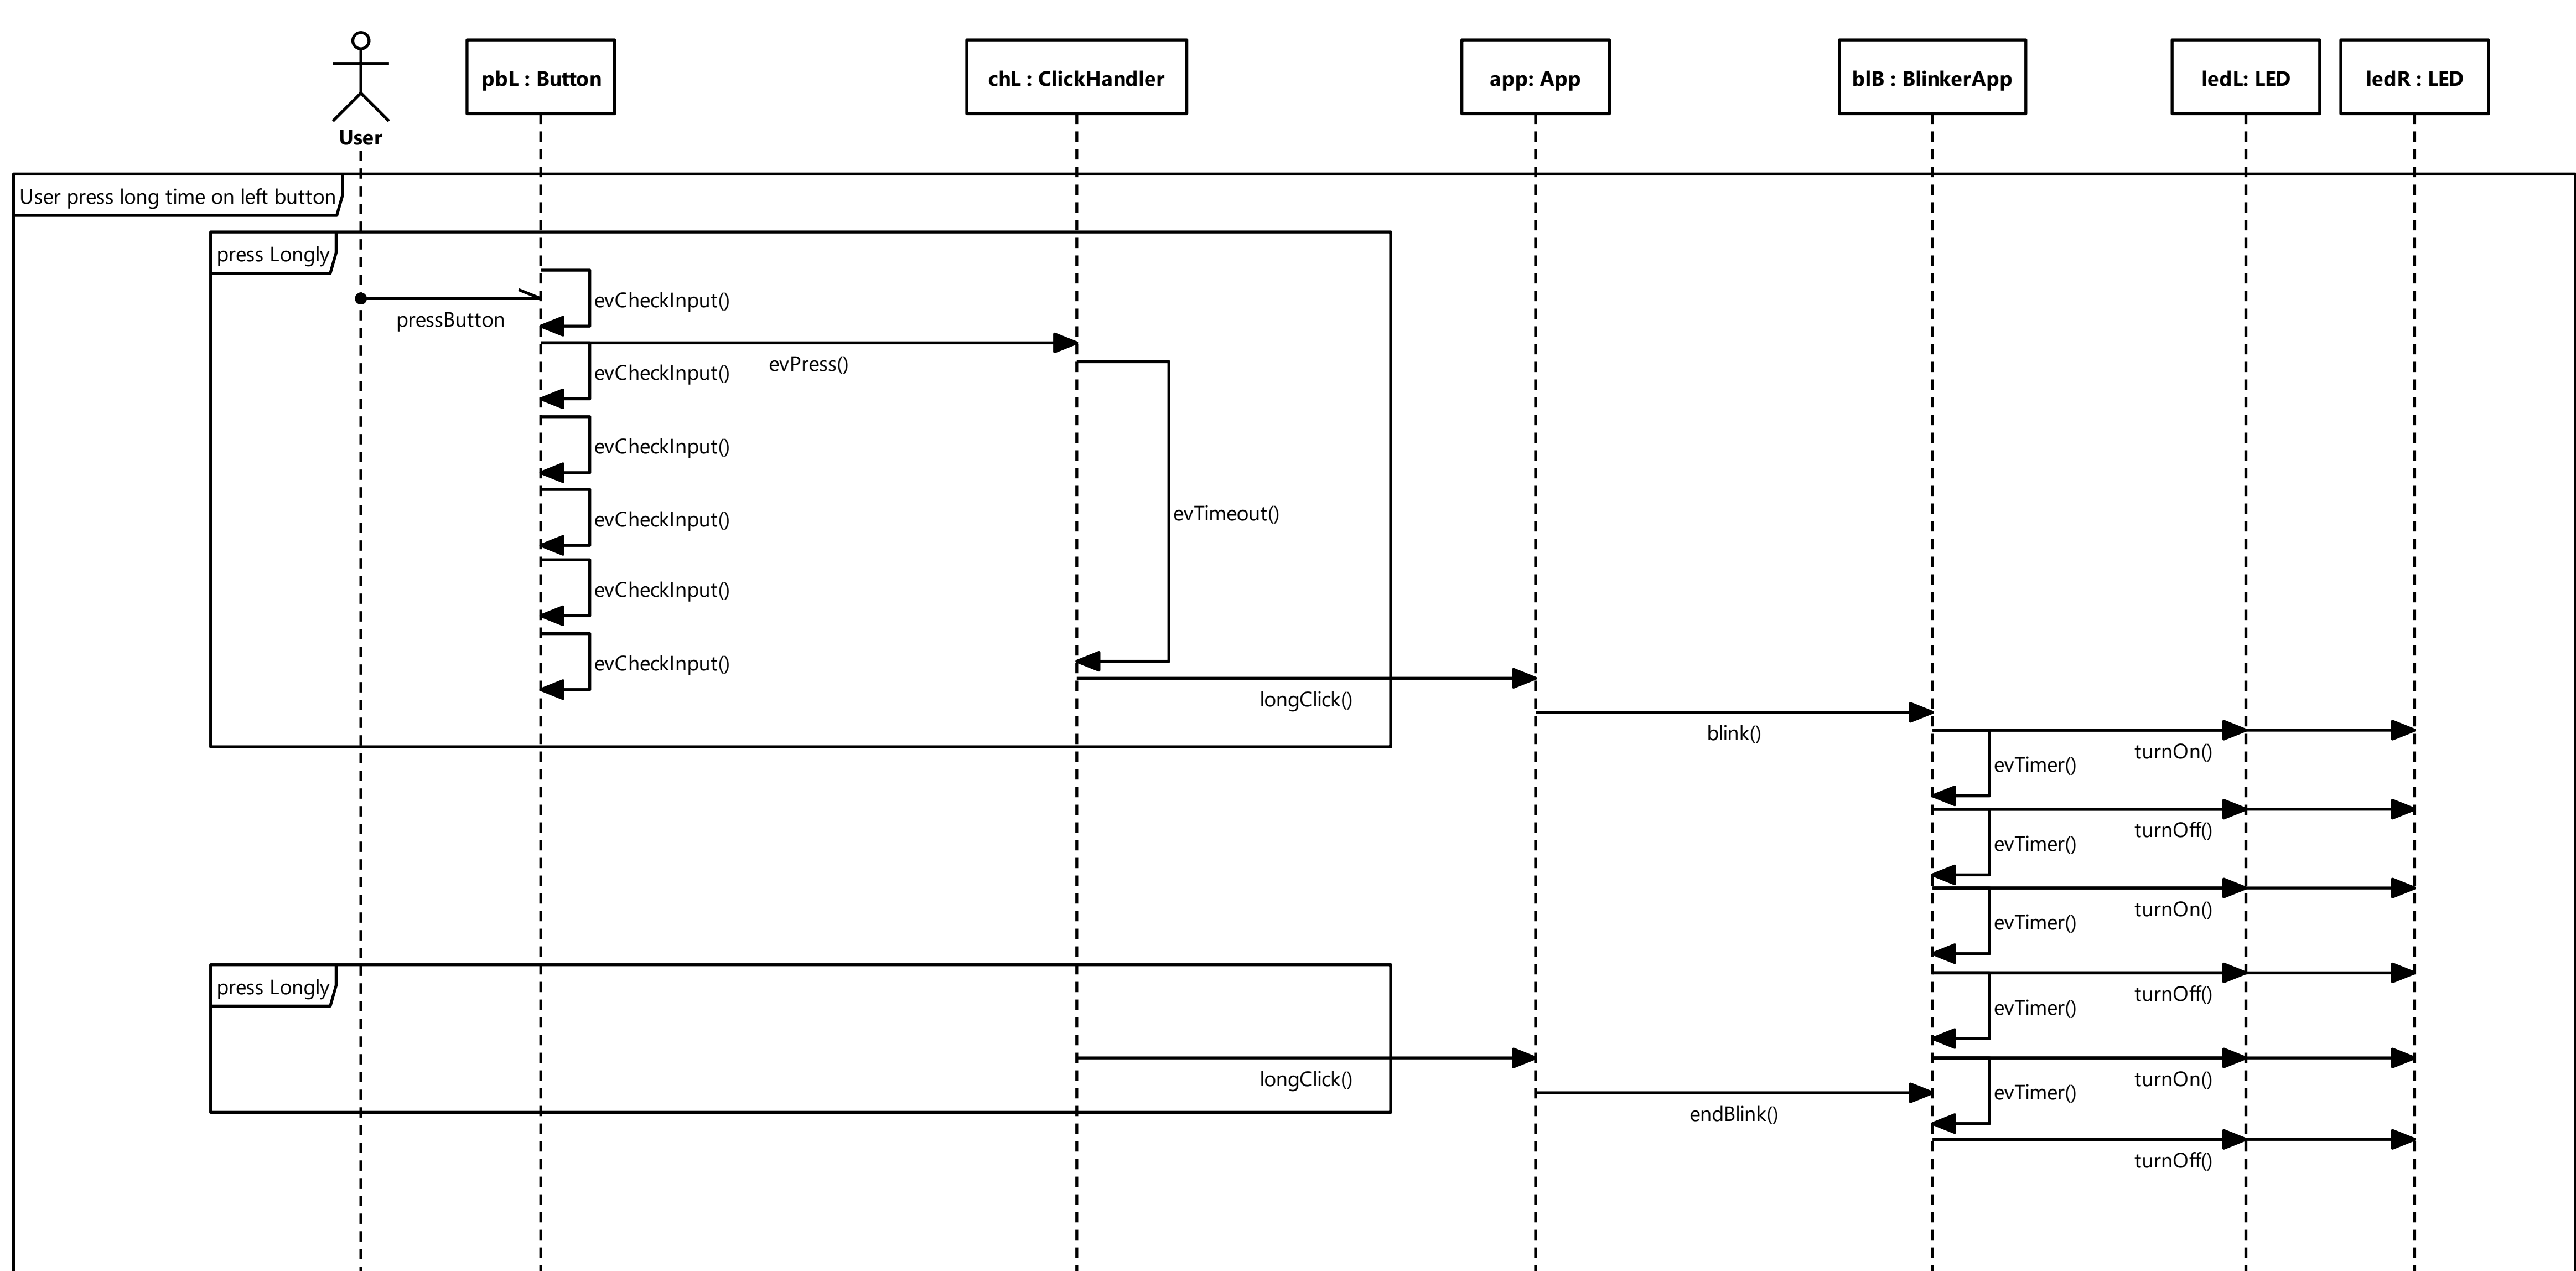 User
pbL : Button
chL : ClickHandler
app: App
blB : BlinkerApp
ledL: LED
ledR : LED
User press long time on left button
press Longly
evCheckInput()
pressButton
evPress()
evCheckInput()
evCheckInput()
evTimeout()
evCheckInput()
evCheckInput()
evCheckInput()
longClick()
blink()
turnOn()
evTimer()
turnOff()
evTimer()
turnOn()
evTimer()
press Longly
turnOff()
evTimer()
longClick()
turnOn()
evTimer()
endBlink()
turnOff()